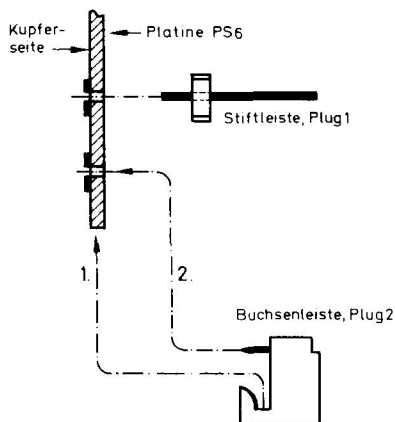 Kupfer-
seite
Platine PS6
Stiftleiste, Plug1
1.
2.
Buchsenleiste, Plug2